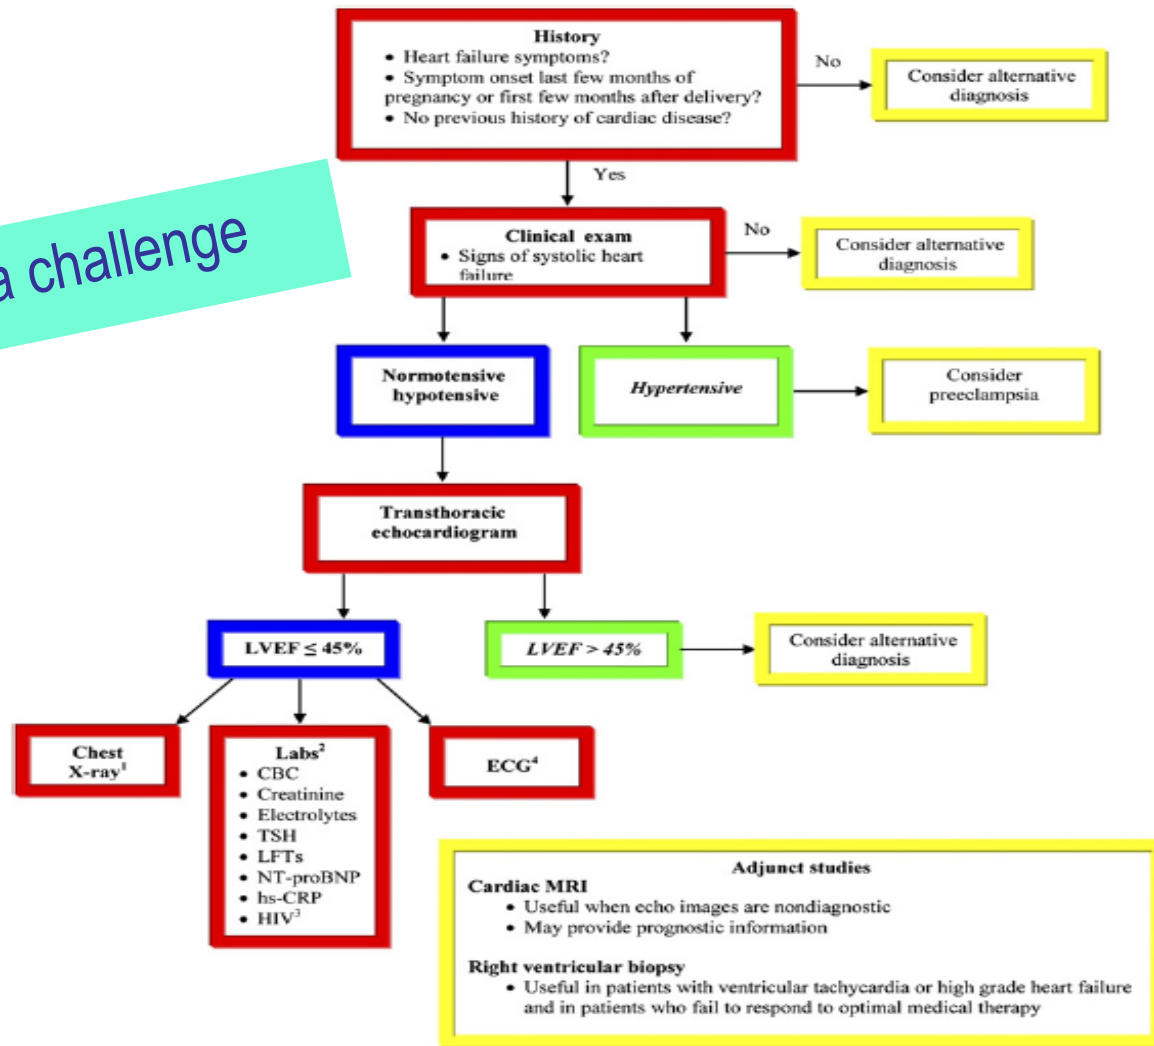 History
• Heart failure symptoms?
• Symptom onset last few months of
pregnancy or first few months after delivery?
• No previous history of cardiac disease?
No
Consider alternative
diagnosis
Yes
a challenge
Clinical exam
• Signs of systolic heart
failure
No
Consider alternative
diagnosis
Normotensive
hypotensive
Hypertensive
Consider
preeclampsia
Transthoracic
echocardiogram
LVEF ≤ 45%
LVEF > 45%
Consider alternative
diagnosis
Chest
X-ray¹
Labs²
• CBC
• Creatinine
• Electrolytes
• TSH
• LFTs
• NT-proBNP
• hs-CRP
• HIV³
ECG⁴
Adjunct studies
Cardiac MRI
• Useful when echo images are nondiagnostic
• May provide prognostic information
Right ventricular biopsy
• Useful in patients with ventricular tachycardia or high grade heart failure
and in patients who fail to respond to optimal medical therapy